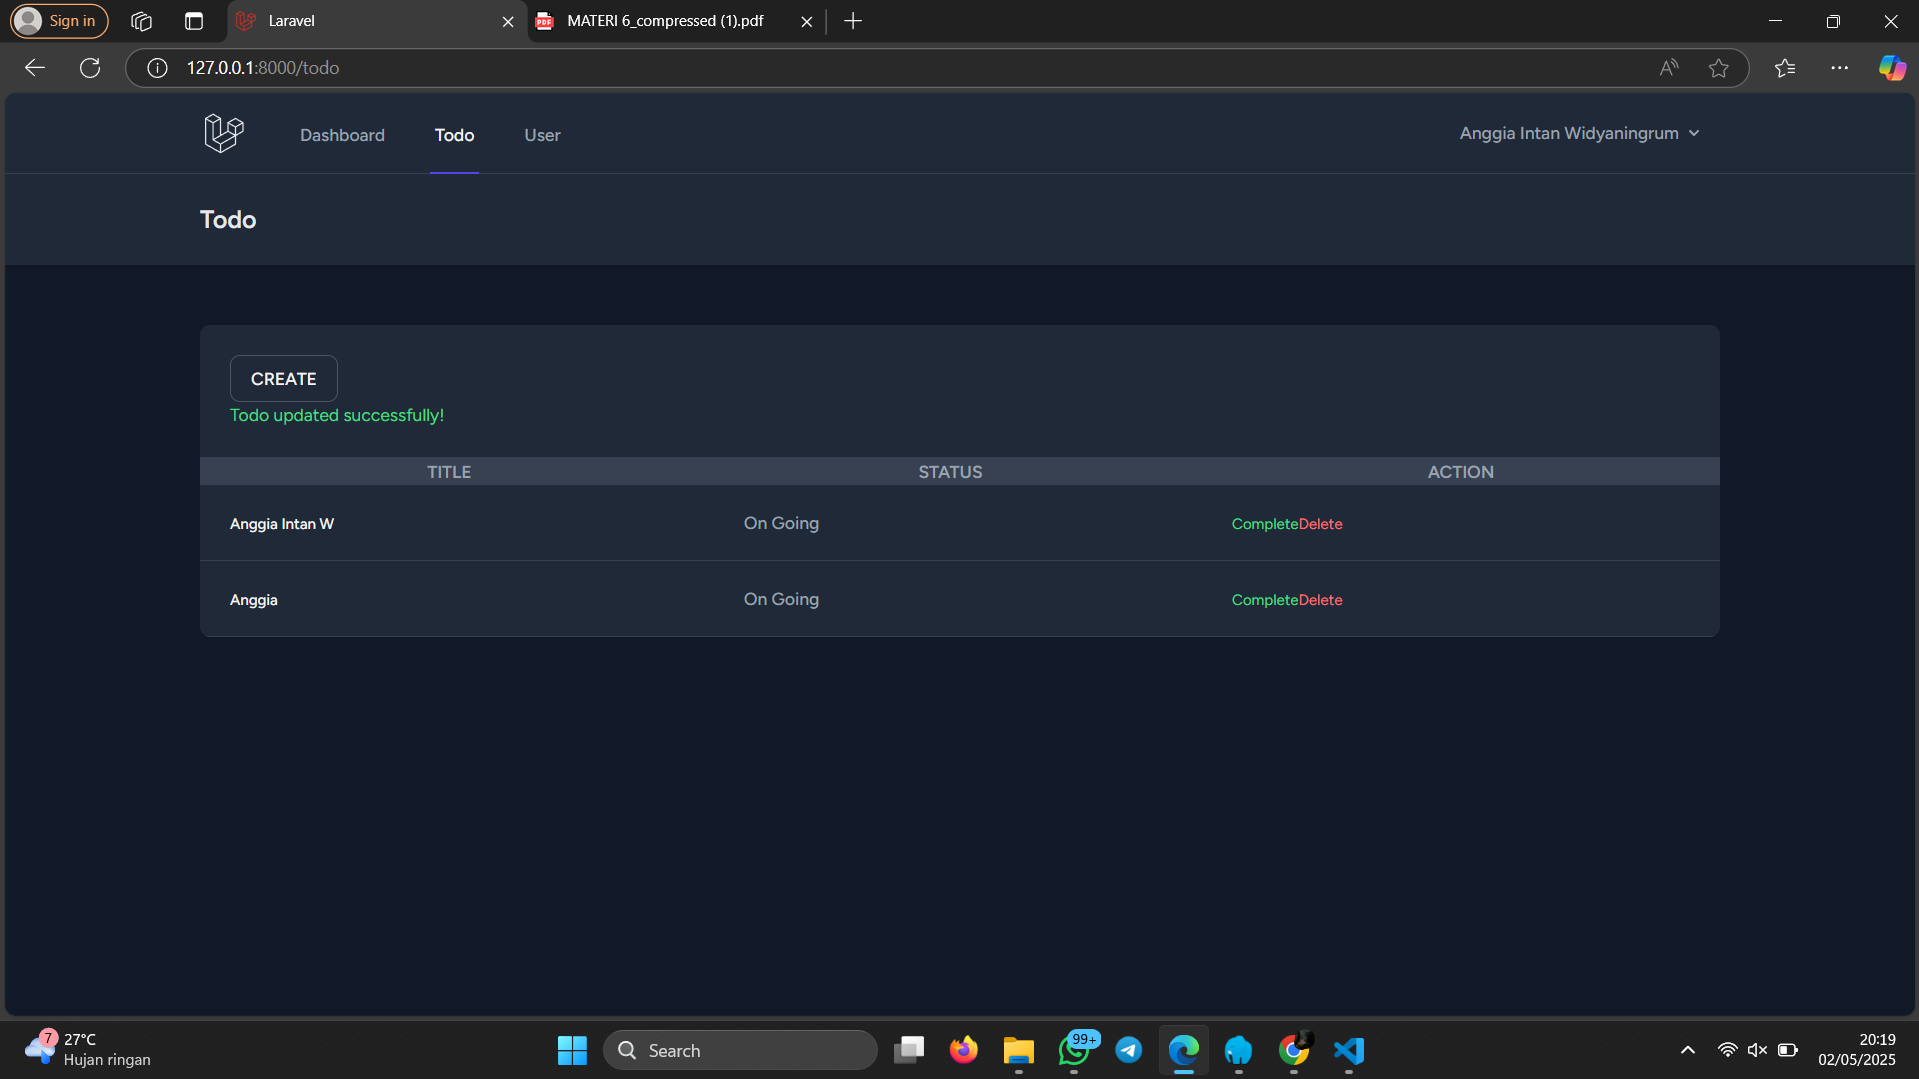 Sign in
Laravel
MATERI 6_compressed (1).pdf
127.0.0.1:8000/todo
Dashboard
Todo
User
Anggia Intan Widyaningrum
Todo
CREATE
Todo updated successfully!
TITLE STATUS ACTION
Anggia Intan W On Going CompleteDelete
Anggia On Going CompleteDelete
7
27°C
Hujan ringan
Search
99+
20:19
02/05/2025